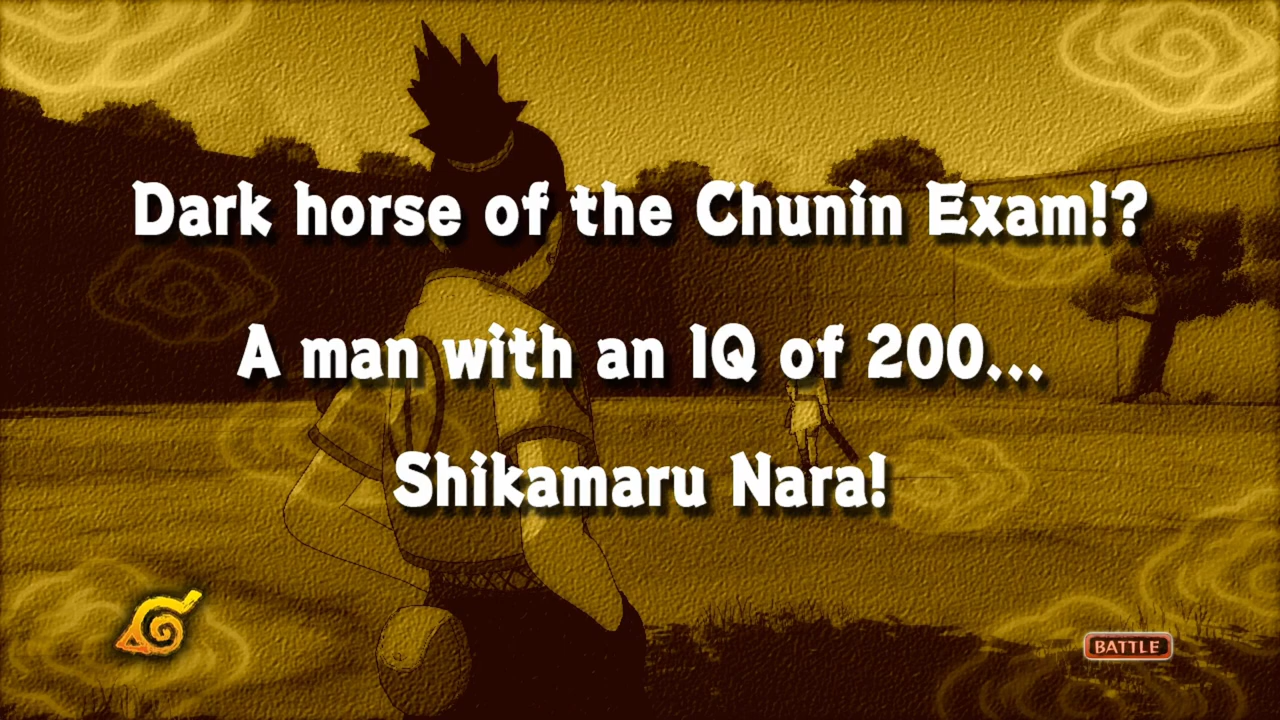 Dark horse of the Chunin Exam!?
A man with an IQ of 200...
Shikamaru Nara!
BATTLE